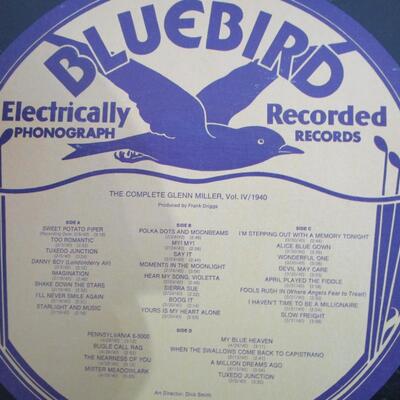 BLUEBIRD
Electrically
PHONOGRAPH
Recorded
RECORDS
THE COMPLETE GLENN MILLER, Vol. IV/1940
Produced by Frank Driggs
SIDE A
SWEET POTATO PIPER
TOO ROMANTIC
TUXEDO JUNCTION
DANNY BOY (Londonderry Air)
IMAGINATION
SHAKE DOWN THE STARS
I'LL NEVER SMILE AGAIN
STARLIGHT AND MUSIC
SIDE B
POLKA DOTS AND MOONBEAMS
MY! MY!
SAY IT
MOMENTS IN THE MOONLIGHT
HEAR MY SONG, VIOLETTA
SIERRA SUE
BOOG IT
YOURS IS MY HEART ALONE
SIDE C
I'M STEPPING OUT WITH A MEMORY TONIGHT
ALICE BLUE GOWN
WONDERFUL ONE
DEVIL MAY CARE
APRIL PLAYED THE FIDDLE
FOOLS RUSH IN (Where Angels Fear to Tread)
I HAVEN'T TIME TO BE A MILLIONAIRE
SLOW FREIGHT
SIDE D
PENNSYLVANIA 6-5000
BUGLE CALL RAG
THE NEARNESS OF YOU
MISTER MEADOWLARK
MY BLUE HEAVEN
WHEN THE SWALLOWS COME BACK TO CAPISTRANO
A MILLION DREAMS AGO
TUXEDO JUNCTION
Art Director: Dick Smith